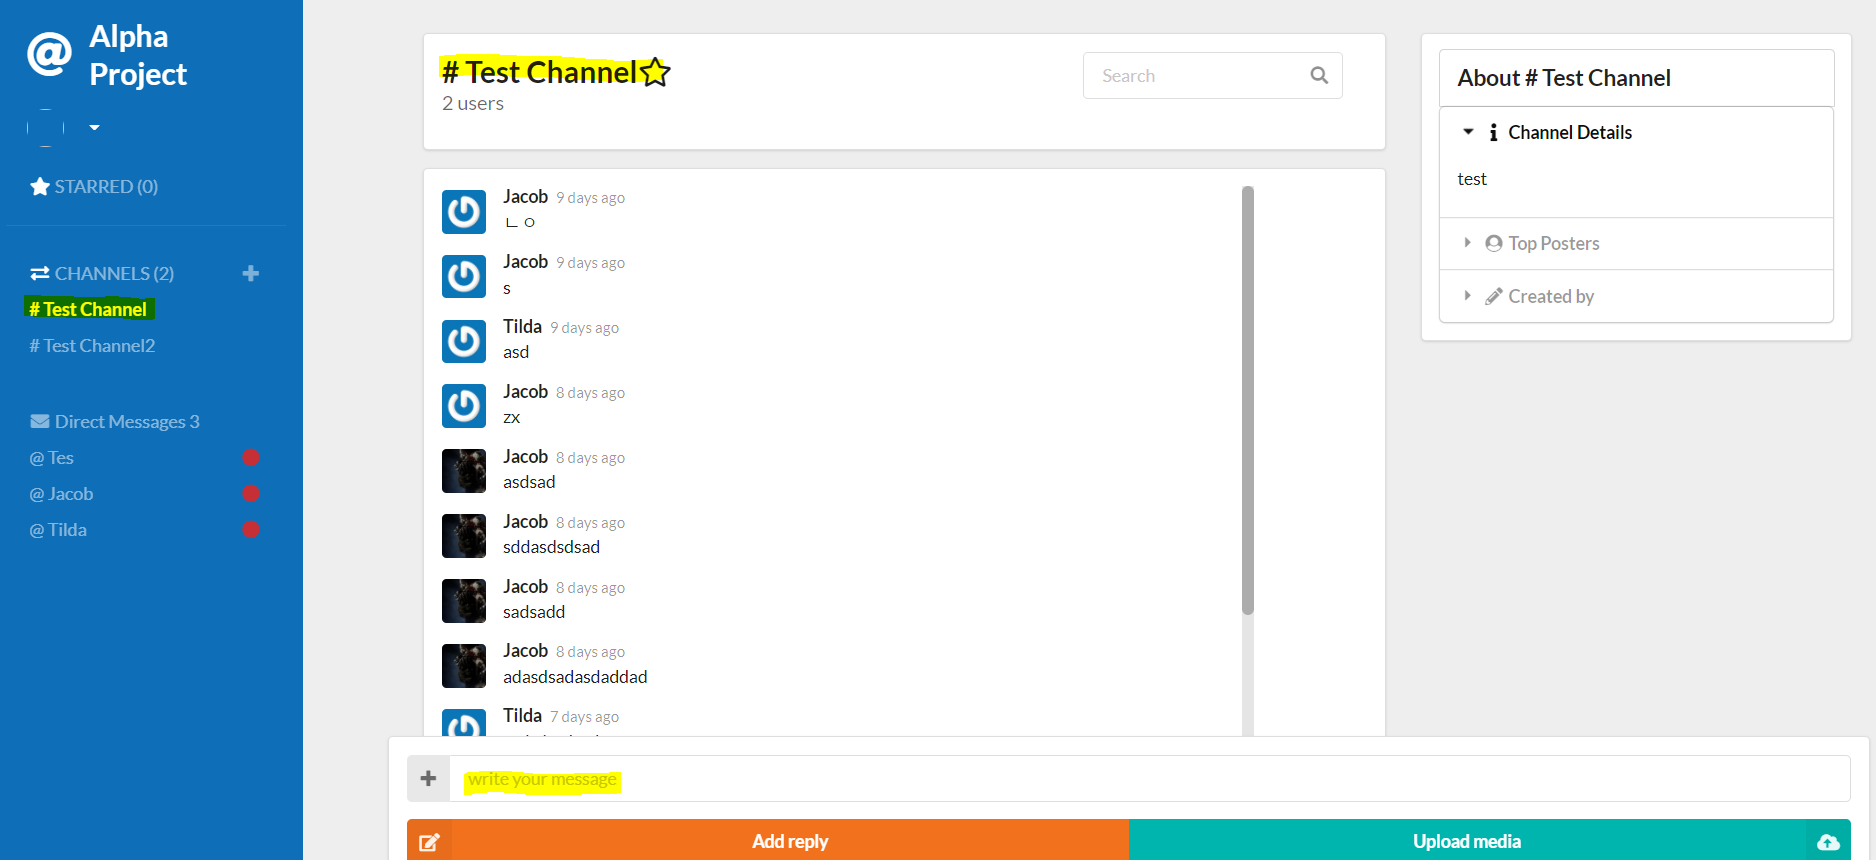 Alpha
Project
STARRED (0)
CHANNELS (2)
# Test Channel
# Test Channel2
Direct Messages 3
@ Tes
@ Jacob
@ Tilda
# Test Channel
2 users
Search
Jacob 9 days ago
ㄴㅇ
Jacob 9 days ago
s
Tilda 9 days ago
asd
Jacob 8 days ago
zx
Jacob 8 days ago
asdsad
Jacob 8 days ago
sddasdsdsad
Jacob 8 days ago
sadsadd
Jacob 8 days ago
adasdsadasdaddad
Tilda 7 days ago
write your message
Add reply
Upload media
About # Test Channel
Channel Details
test
Top Posters
Created by